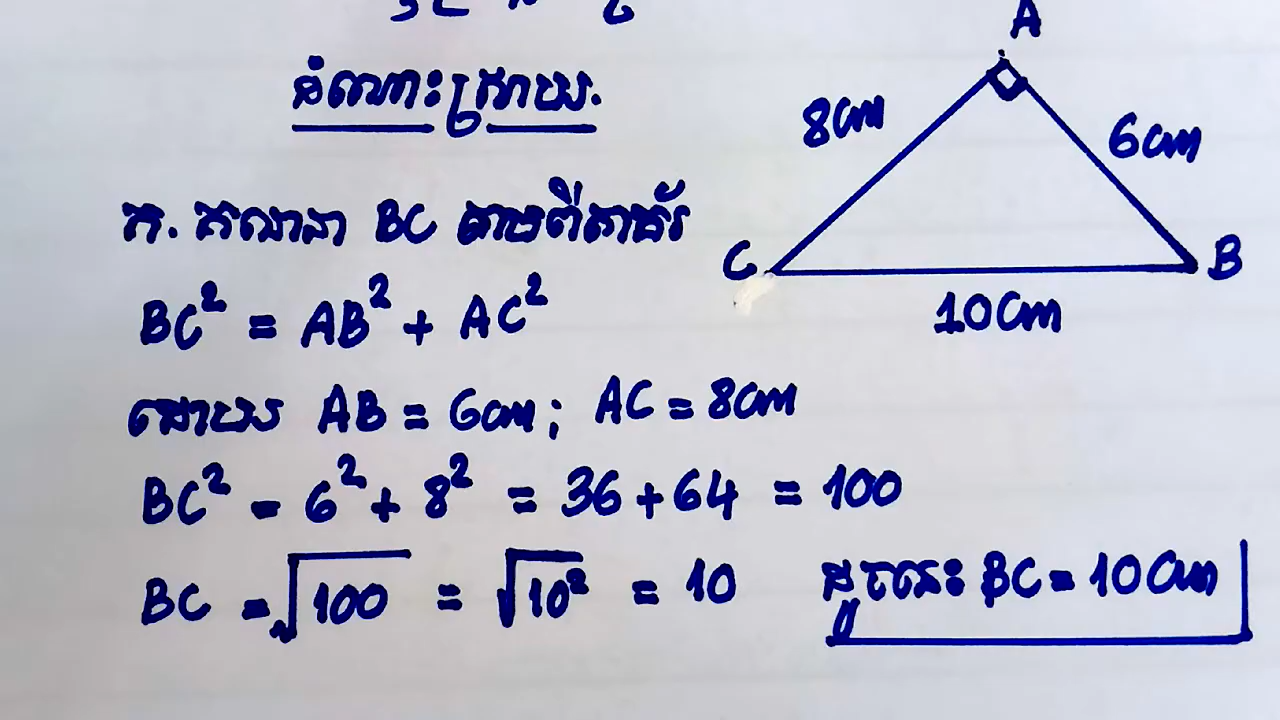 ដំណោះស្រាយ.
A
8cm
6cm
ក. គណនា BC តាមពីតាគ័រ
C
B
10cm
BC² = AB² + AC²
ដោយ AB = 6cm ; AC = 8cm
BC² = 6² + 8² = 36 + 64 = 100
BC = √100 = √10² = 10
ដូចនេះ BC = 10cm